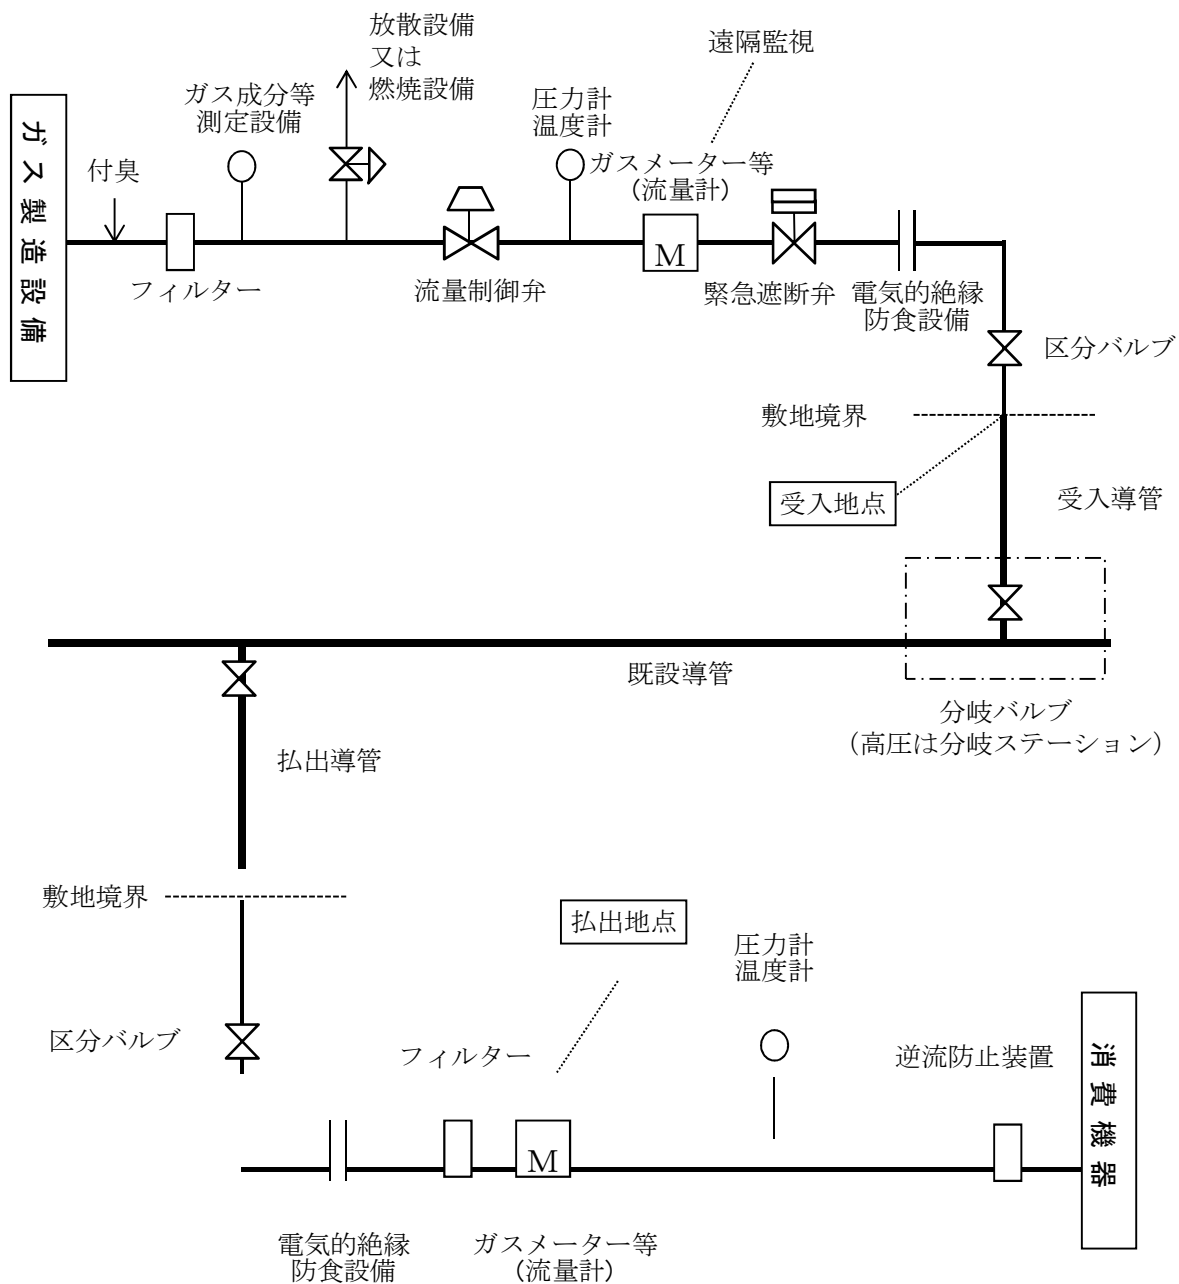 放散設備
又は
燃焼設備
遠隔監視
ガス成分等
測定設備
圧力計
温度計
ガス製造設備
付臭
ガスメーター等
(流量計)
M
フィルター
流量制御弁
緊急遮断弁
電気的絶縁
防食設備
区分バルブ
敷地境界
受入地点
受入導管
既設導管
分岐バルブ
(高圧は分岐ステーション)
払出導管
敷地境界
払出地点
圧力計
温度計
区分バルブ
フィルター
逆流防止装置
消費機器
M
電気的絶縁
防食設備
ガスメーター等
(流量計)